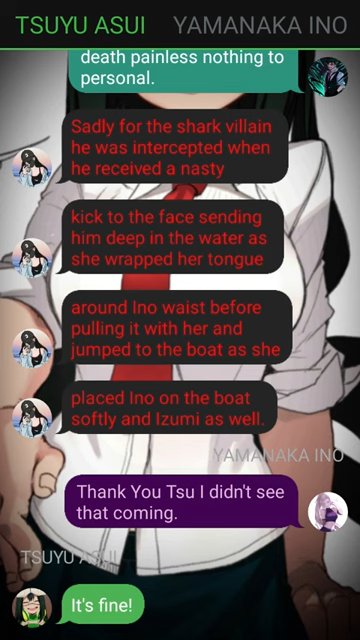 TSUYU ASUI YAMANAKA INO
death painless nothing to
personal.
Sadly for the shark villain
he was intercepted when
he received a nasty
kick to the face sending
him deep in the water as
she wrapped her tongue
around Ino waist before
pulling it with her and
jumped to the boat as she
placed Ino on the boat
softly and Izumi as well.
YAMANAKA INO
Thank You Tsu I didn't see
that coming.
TSUYU ASUI
It's fine!